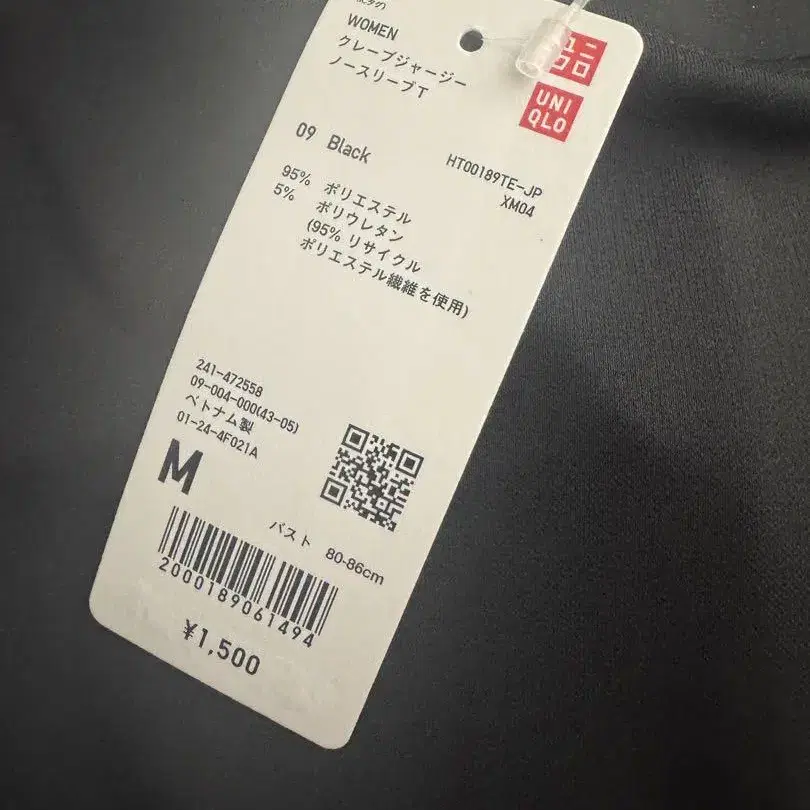 WOMEN
クレープジャージー
ノースリーブT
ユニ
クロ
UNI
QLO
09 Black
HT00189TE-JP
XM04
95% ポリエステル
5% ポリウレタン
(95% リサイクル
ポリエステル繊維を使用)
241-472558
09-004-000(43-05)
ベトナム製
01-24-4F021A
M
バスト 80-86cm
2000189061494
¥1,500